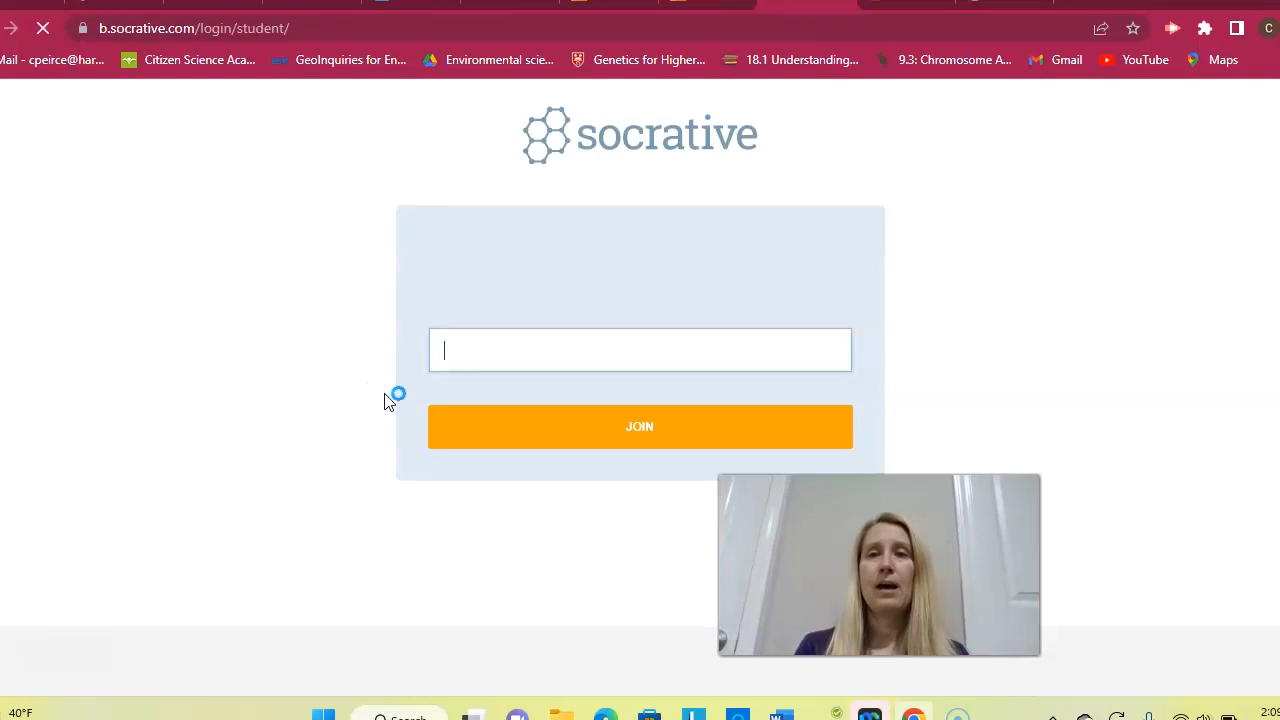 b.socrative.com/login/student/
C
Mail - cpeirce@har...
Citizen Science Aca...
GeoInquiries for En...
Environmental scie...
Genetics for Higher...
18.1 Understanding...
9.3: Chromosome A...
Gmail
YouTube
Maps
socrative
JOIN
40°F
Search
2:09